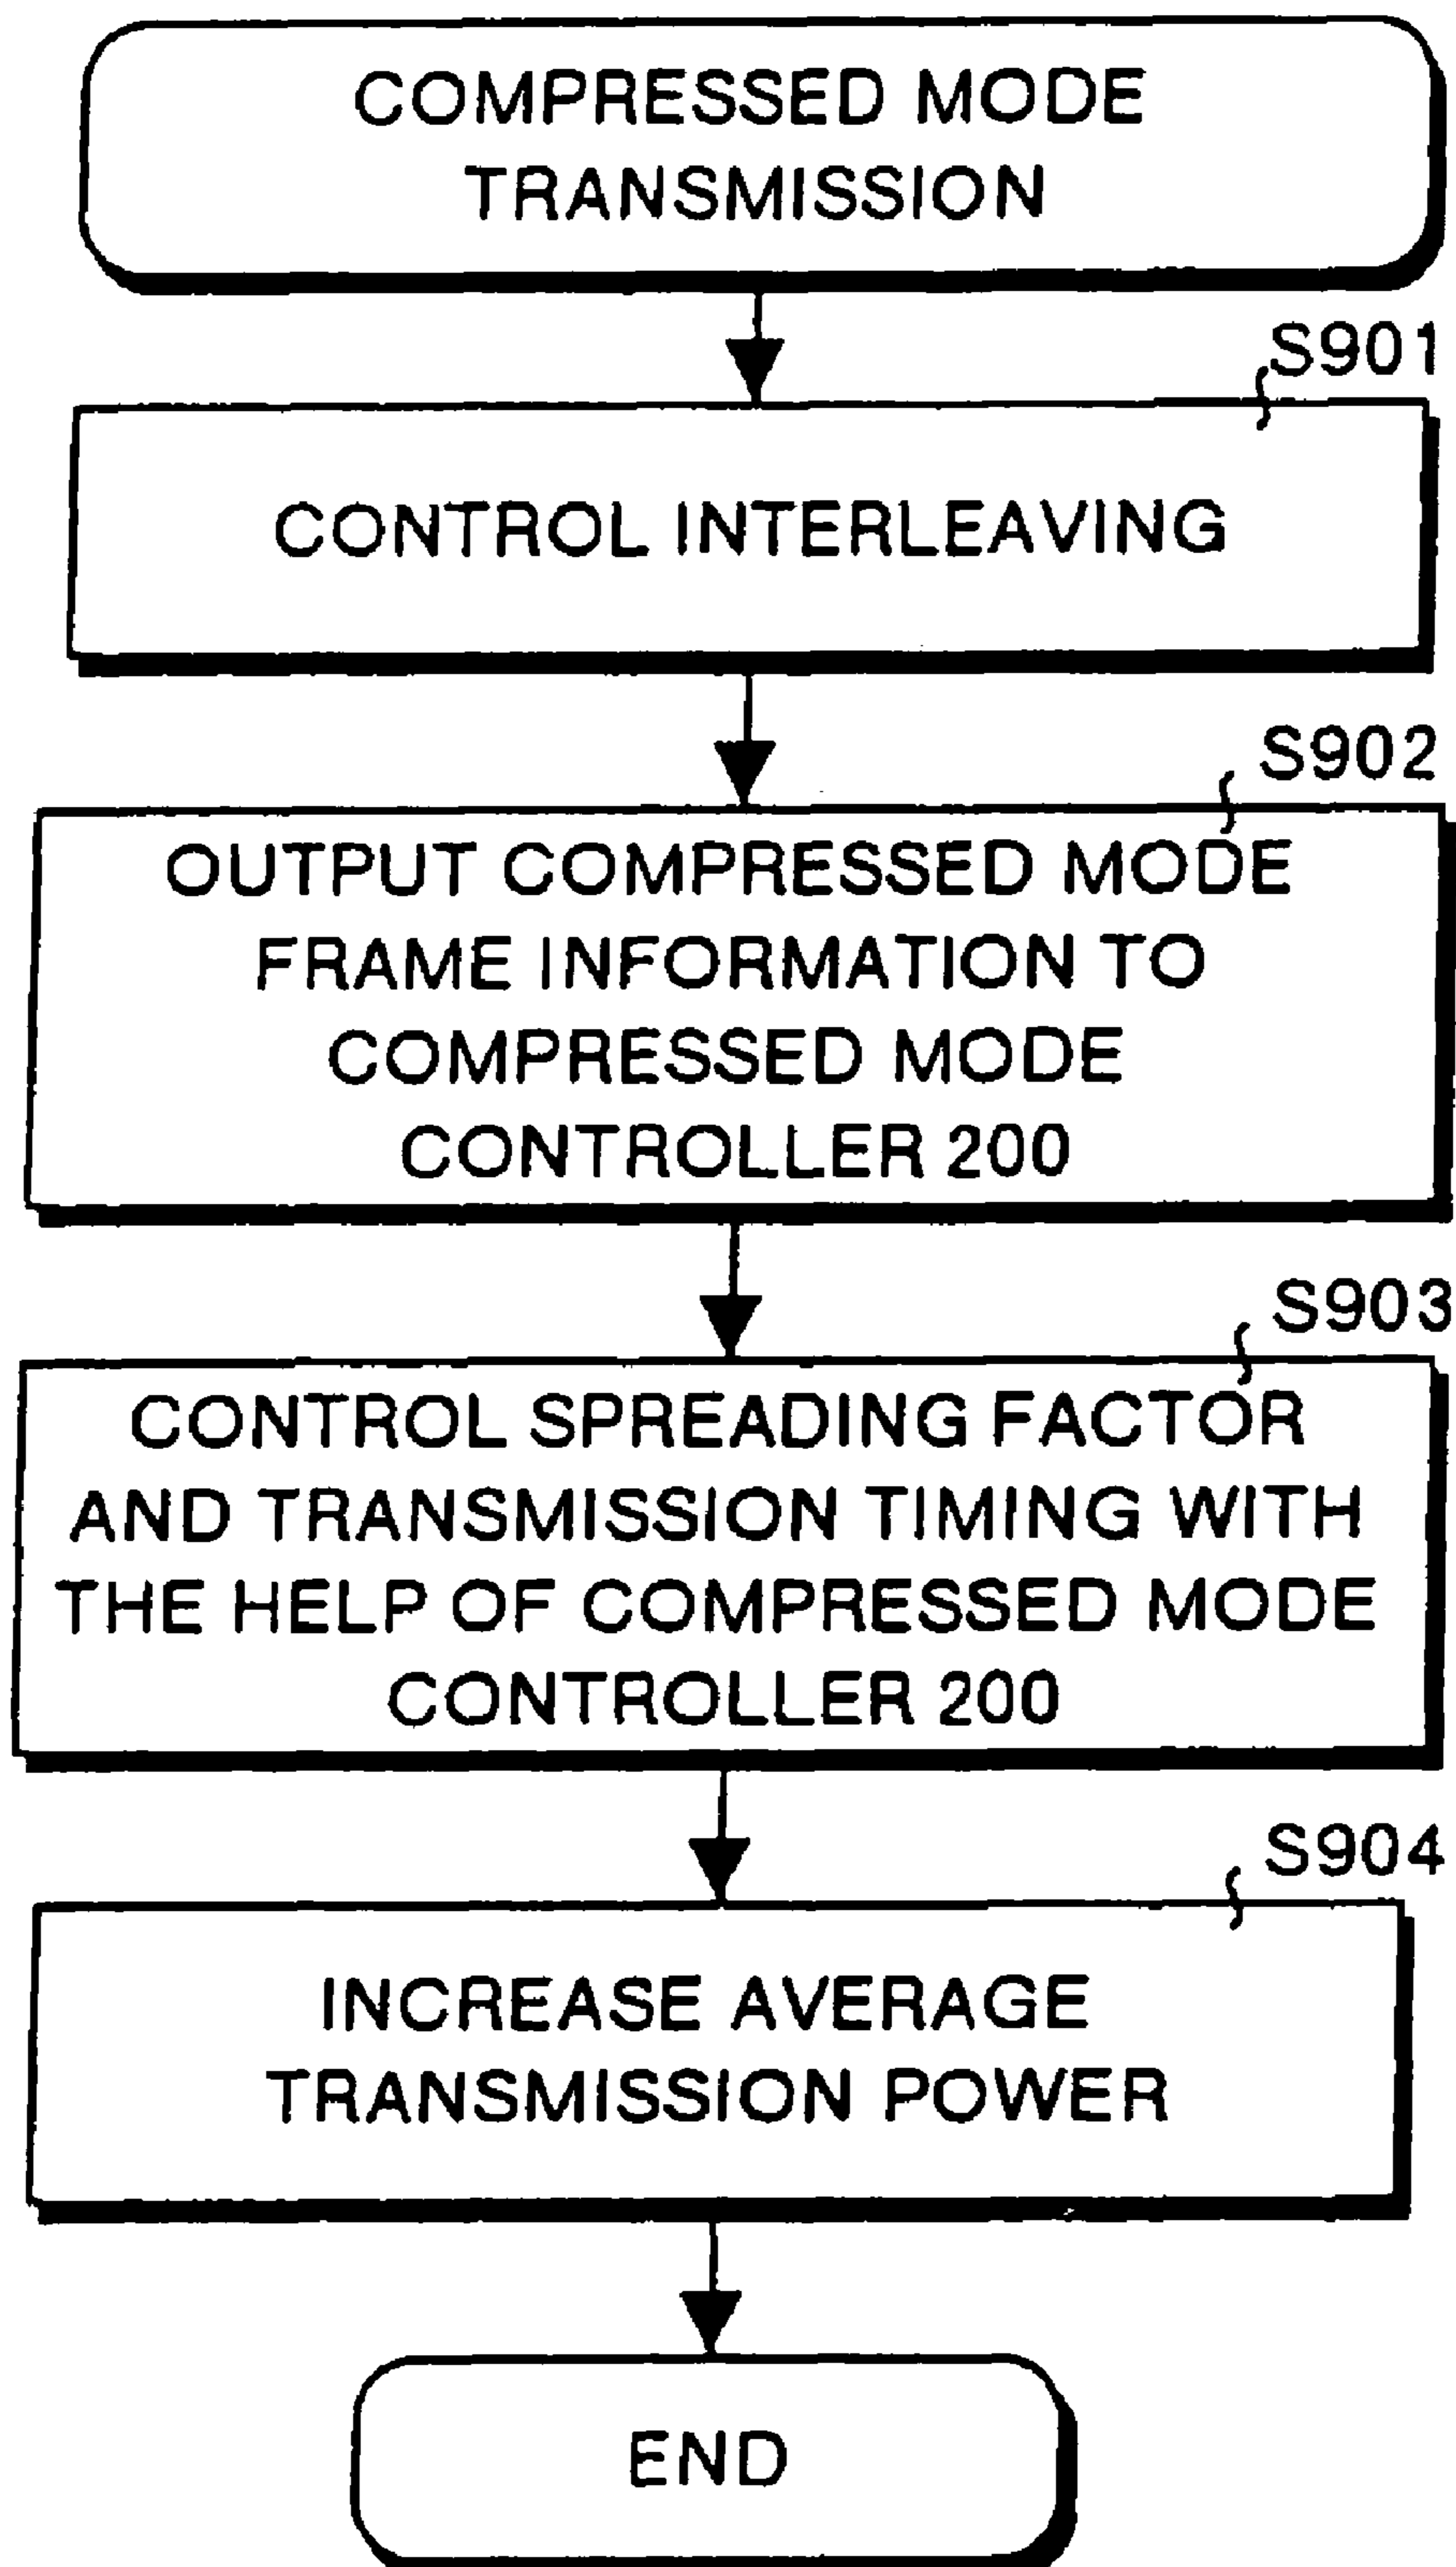 COMPRESSED MODE
TRANSMISSION
S901
CONTROL INTERLEAVING
S902
OUTPUT COMPRESSED MODE
FRAME INFORMATION TO
COMPRESSED MODE
CONTROLLER 200
S903
CONTROL SPREADING FACTOR
AND TRANSMISSION TIMING WITH
THE HELP OF COMPRESSED MODE
CONTROLLER 200
S904
INCREASE AVERAGE
TRANSMISSION POWER
END